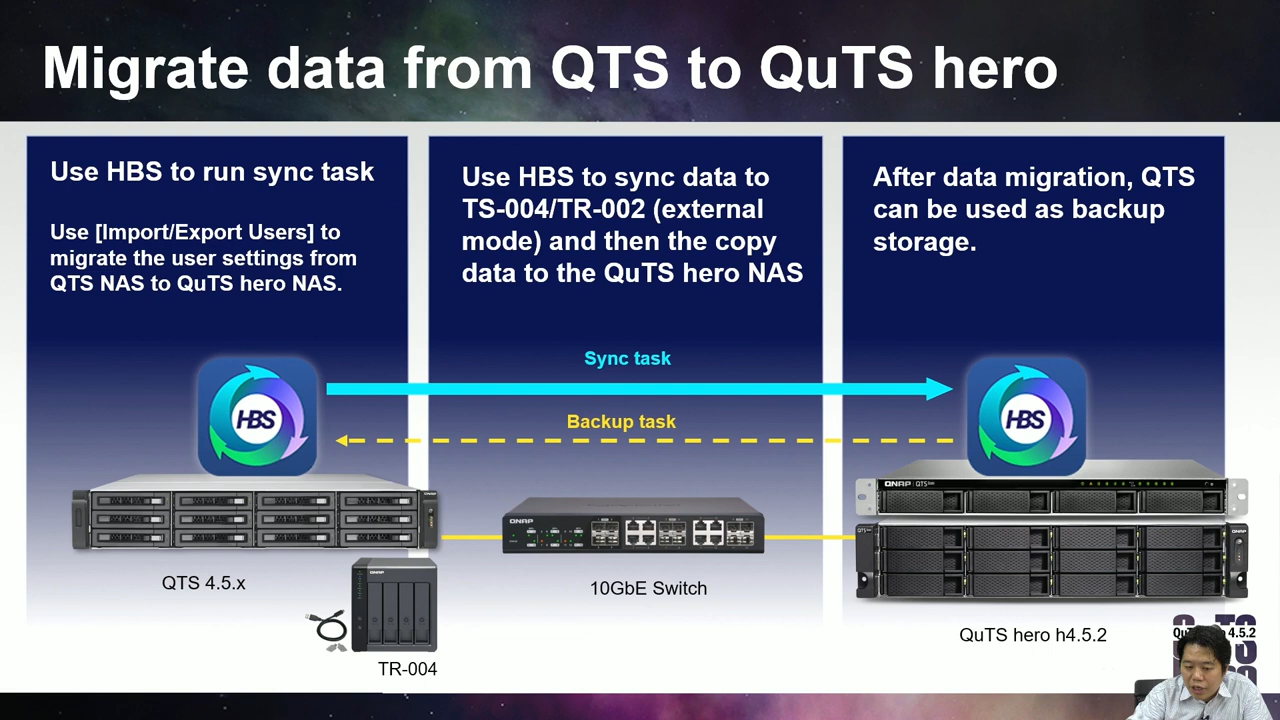 Migrate data from QTS to QuTS hero
Use HBS to run sync task
Use [Import/Export Users] to
migrate the user settings from
QTS NAS to QuTS hero NAS.
Use HBS to sync data to
TS-004/TR-002 (external
mode) and then the copy
data to the QuTS hero NAS
After data migration, QTS
can be used as backup
storage.
Sync task
Backup task
HBS
HBS
QNAP
QNAP
QNAP
QTS 4.5.x
10GbE Switch
QuTS hero h4.5.2
TR-004
4.5.2